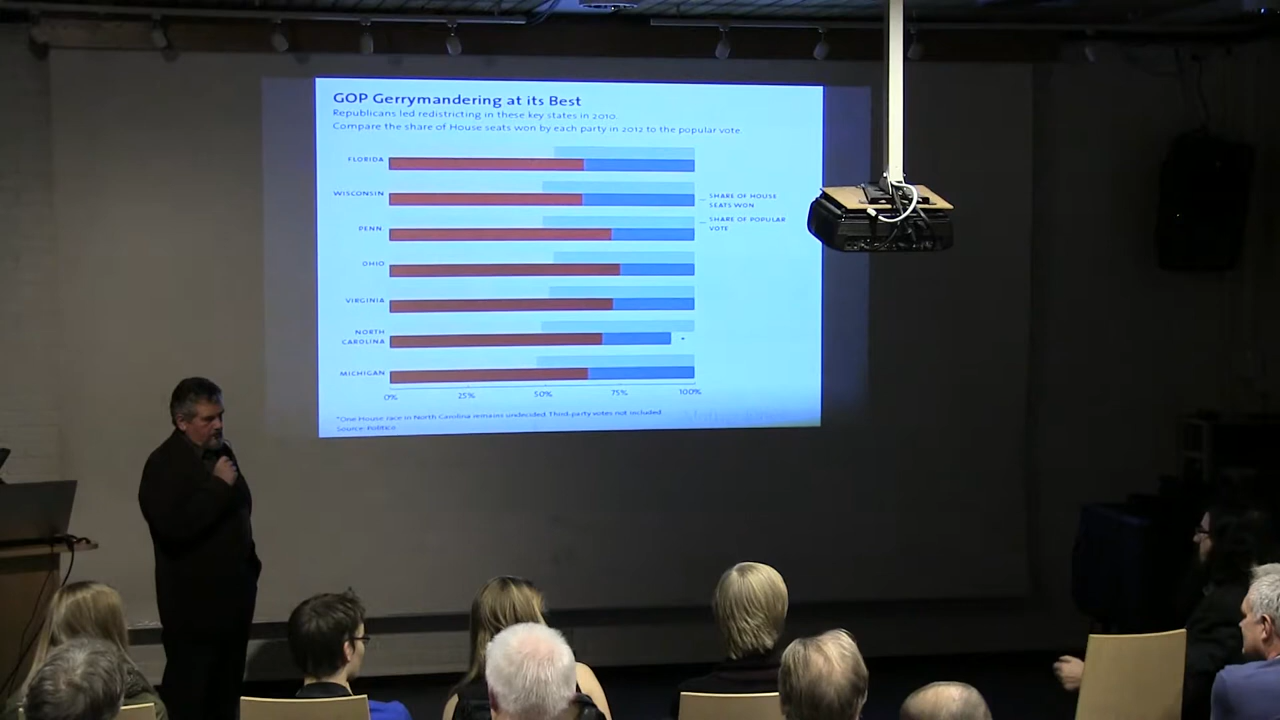 GOP Gerrymandering at its Best
Republicans led redistricting in these key states in 2010.
Compare the share of House seats won by each party in 2012 to the popular vote.
FLORIDA
WISCONSIN
SHARE OF HOUSE
SEATS WON
SHARE OF POPULAR
VOTE
PENN.
OHIO
VIRGINIA
NORTH
CAROLINA
*
MICHIGAN
0% 25% 50% 75% 100%
*One House race in North Carolina remains undecided. Third-party votes not included
Source: Politico